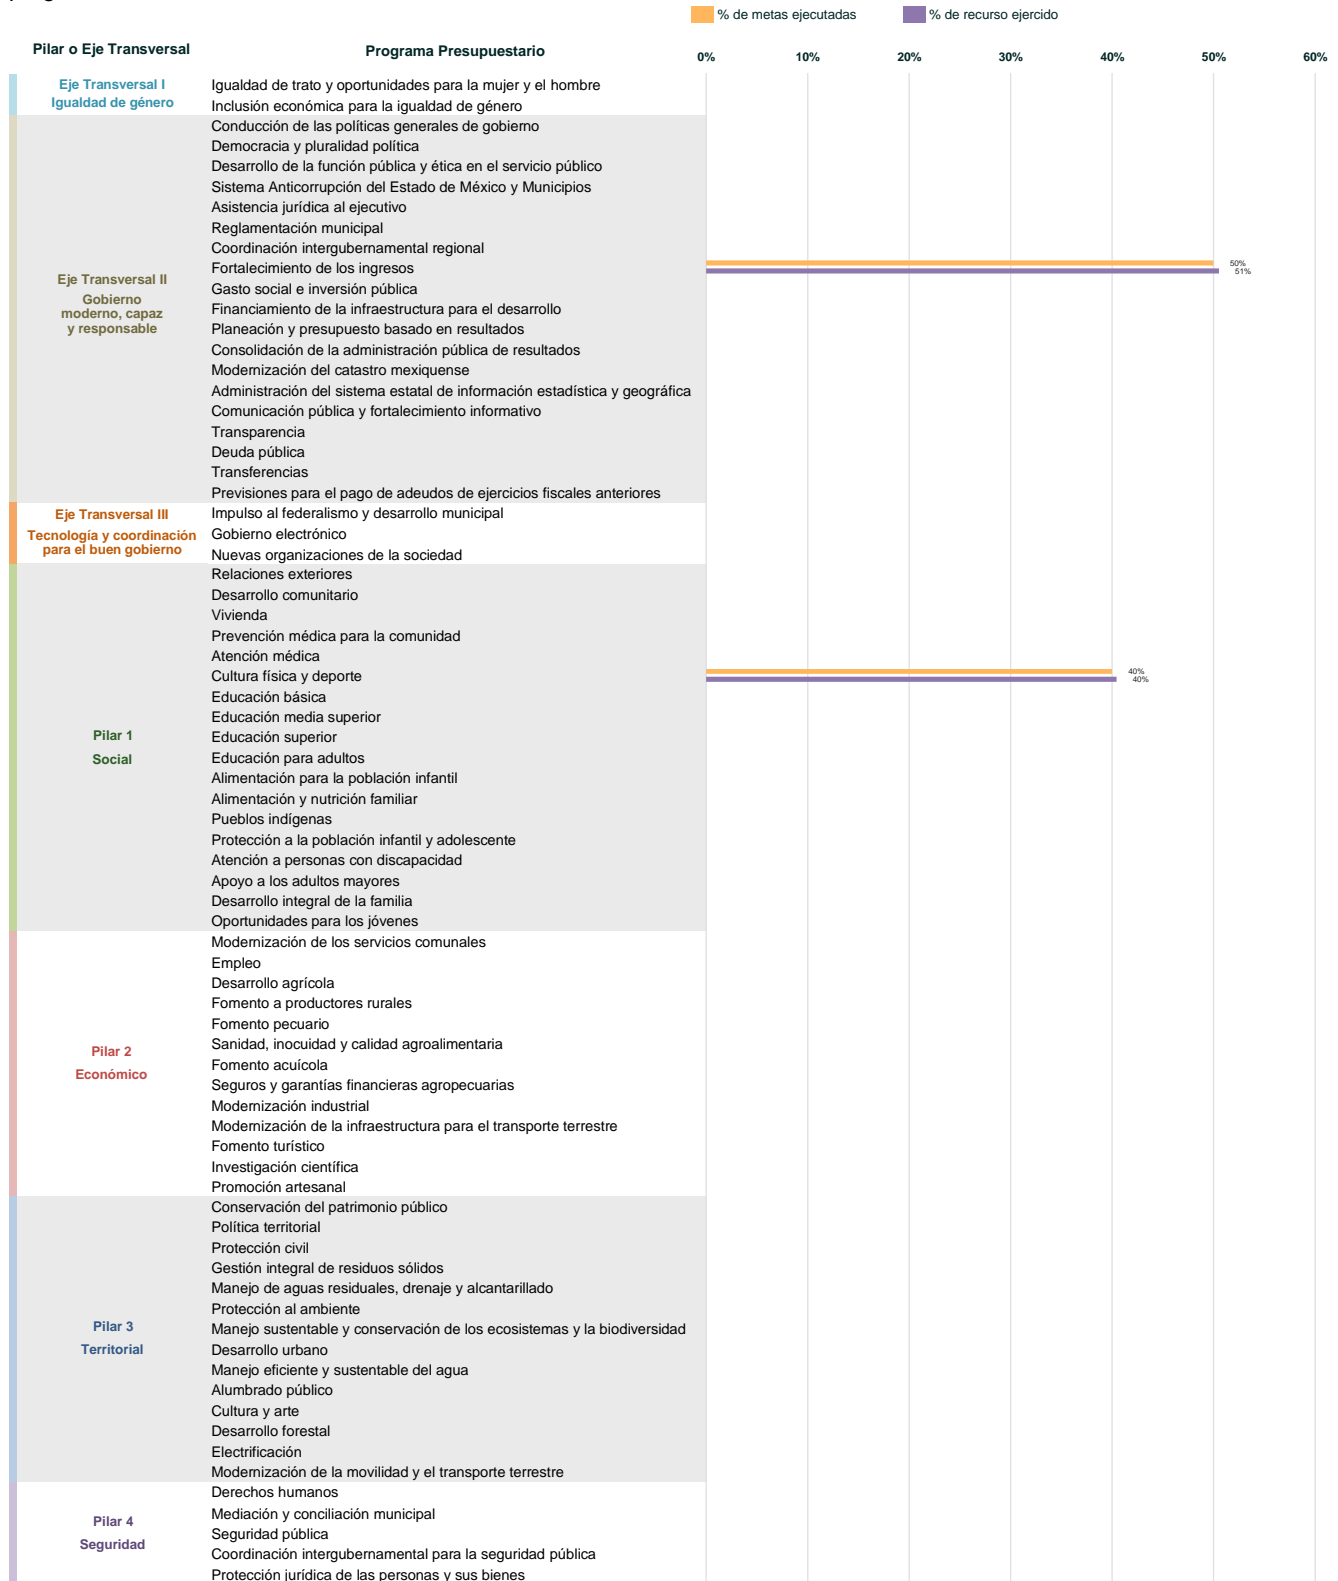 % de metas ejecutadas % de recurso ejercido
Pilar o Eje Transversal Programa Presupuestario 0% 10% 20% 30% 40% 50% 60%
Eje Transversal I
Igualdad de género
Igualdad de trato y oportunidades para la mujer y el hombre
Inclusión económica para la igualdad de género
Eje Transversal II
Gobierno
moderno, capaz
y responsable
Conducción de las políticas generales de gobierno
Democracia y pluralidad política
Desarrollo de la función pública y ética en el servicio público
Sistema Anticorrupción del Estado de México y Municipios
Asistencia jurídica al ejecutivo
Reglamentación municipal
Coordinación intergubernamental regional
Fortalecimiento de los ingresos
50%
51%
Gasto social e inversión pública
Financiamiento de la infraestructura para el desarrollo
Planeación y presupuesto basado en resultados
Consolidación de la administración pública de resultados
Modernización del catastro mexiquense
Administración del sistema estatal de información estadística y geográfica
Comunicación pública y fortalecimiento informativo
Transparencia
Deuda pública
Transferencias
Previsiones para el pago de adeudos de ejercicios fiscales anteriores
Eje Transversal III
Tecnología y coordinación
para el buen gobierno
Impulso al federalismo y desarrollo municipal
Gobierno electrónico
Nuevas organizaciones de la sociedad
Pilar 1
Social
Relaciones exteriores
Desarrollo comunitario
Vivienda
Prevención médica para la comunidad
Atención médica
Cultura física y deporte
40%
40%
Educación básica
Educación media superior
Educación superior
Educación para adultos
Alimentación para la población infantil
Alimentación y nutrición familiar
Pueblos indígenas
Protección a la población infantil y adolescente
Atención a personas con discapacidad
Apoyo a los adultos mayores
Desarrollo integral de la familia
Oportunidades para los jóvenes
Pilar 2
Económico
Modernización de los servicios comunales
Empleo
Desarrollo agrícola
Fomento a productores rurales
Fomento pecuario
Sanidad, inocuidad y calidad agroalimentaria
Fomento acuícola
Seguros y garantías financieras agropecuarias
Modernización industrial
Modernización de la infraestructura para el transporte terrestre
Fomento turístico
Investigación científica
Promoción artesanal
Pilar 3
Territorial
Conservación del patrimonio público
Política territorial
Protección civil
Gestión integral de residuos sólidos
Manejo de aguas residuales, drenaje y alcantarillado
Protección al ambiente
Manejo sustentable y conservación de los ecosistemas y la biodiversidad
Desarrollo urbano
Manejo eficiente y sustentable del agua
Alumbrado público
Cultura y arte
Desarrollo forestal
Electrificación
Modernización de la movilidad y el transporte terrestre
Pilar 4
Seguridad
Derechos humanos
Mediación y conciliación municipal
Seguridad pública
Coordinación intergubernamental para la seguridad pública
Protección jurídica de las personas y sus bienes